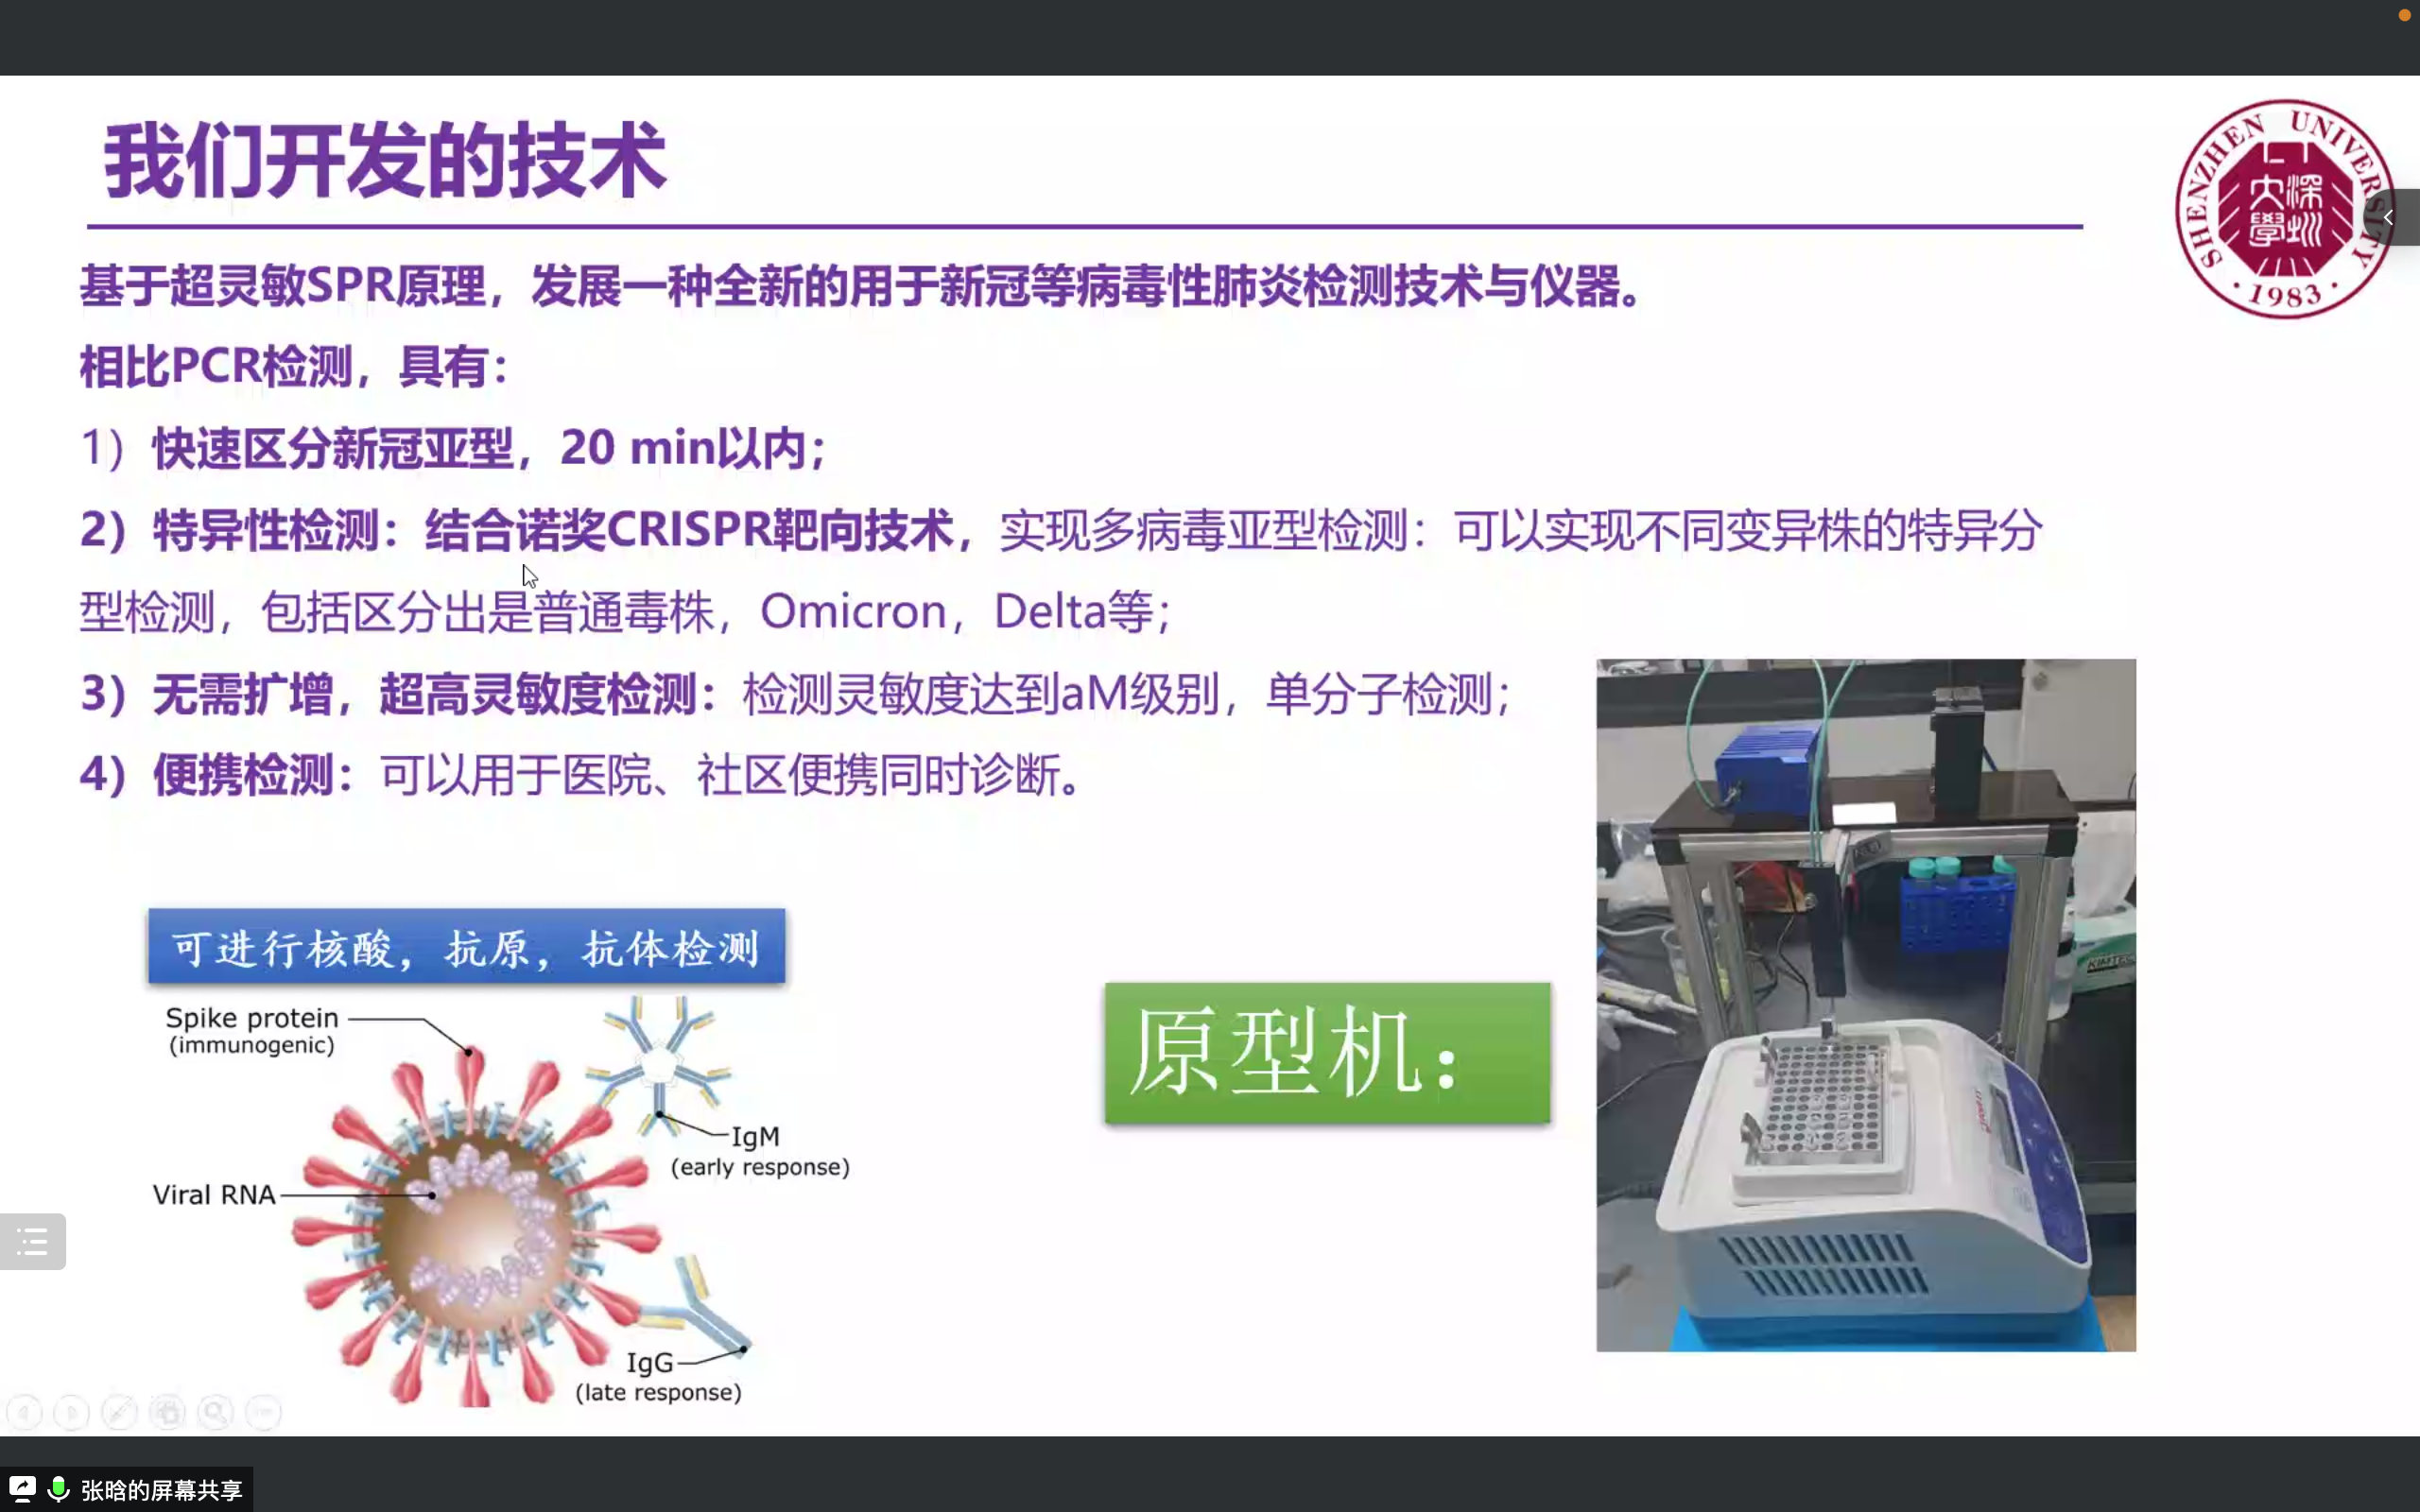 我们开发的技术
SHENZHEN UNIVERSITY
深圳大學
·1983·
基于超灵敏SPR原理，发展一种全新的用于新冠等病毒性肺炎检测技术与仪器。
相比PCR检测，具有：
1）快速区分新冠亚型，20 min以内；
2）特异性检测：结合诺奖CRISPR靶向技术，实现多病毒亚型检测：可以实现不同变异株的特异分
型检测，包括区分出是普通毒株，Omicron，Delta等；
3）无需扩增，超高灵敏度检测：检测灵敏度达到aM级别，单分子检测；
4）便携检测：可以用于医院、社区便携同时诊断。
可进行核酸，抗原，抗体检测
Spike protein
(immunogenic)
IgM
(early response)
Viral RNA
IgG
(late response)
原型机：
张晗的屏幕共享